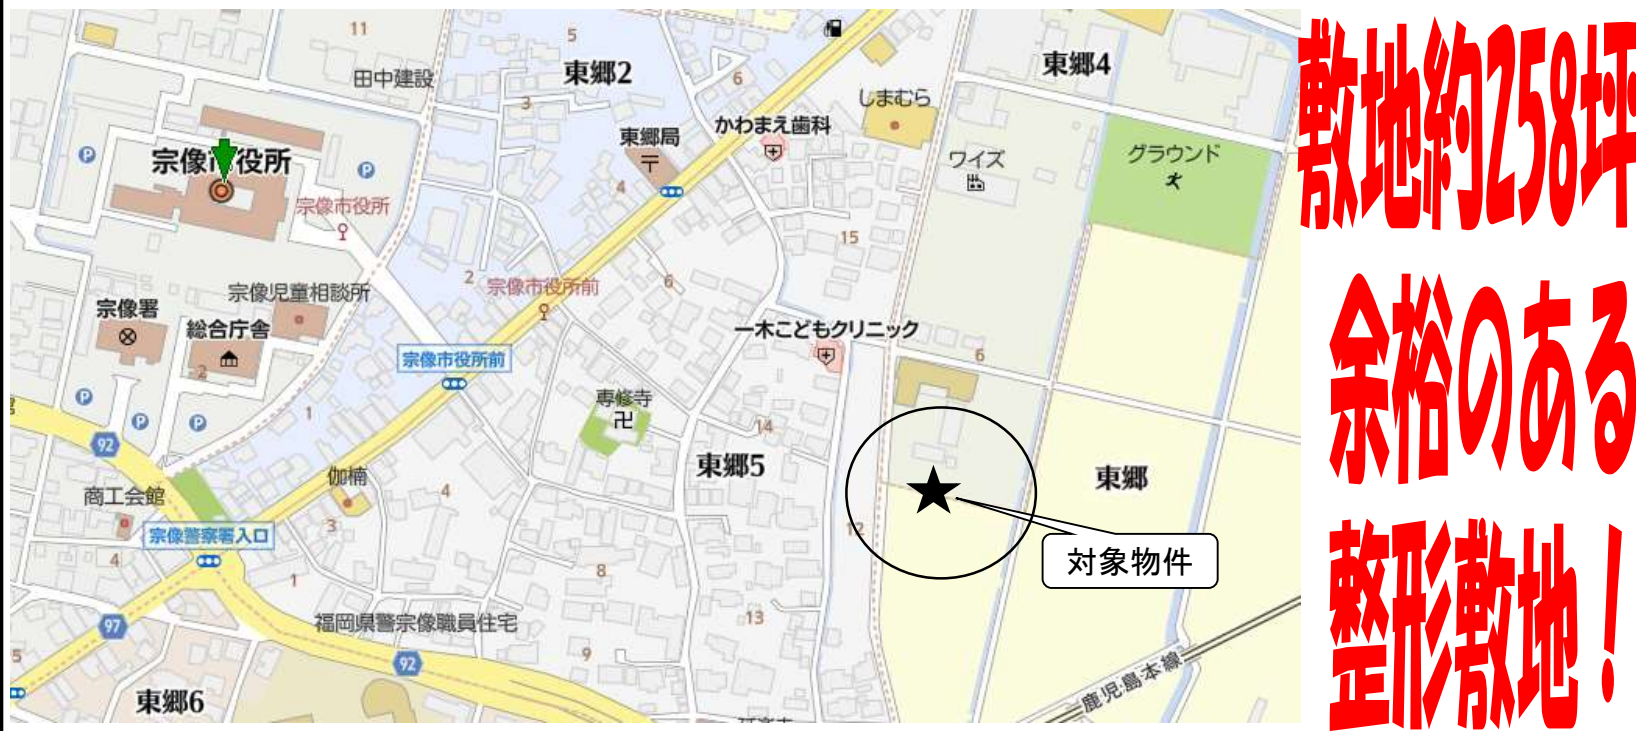 敷地約258坪
余裕のある
整形敷地！
11
田中建設
5
東郷2
3
6
東郷4
しまむら
かわまえ歯科
東郷局
4
ワイズ
グラウンド
宗像市役所
宗像市役所
15
2
宗像市役所前
6
宗像児童相談所
宗像署
総合庁舎
2
一木こどもクリニック
宗像市役所前
6
専修寺
1
14
92
東郷5
東郷
伽楠
商工会館
4
3
12
宗像警察署入口
対象物件
4
1
8
13
福岡県警宗像職員住宅
97
9
92
5
東郷6
鹿児島本線